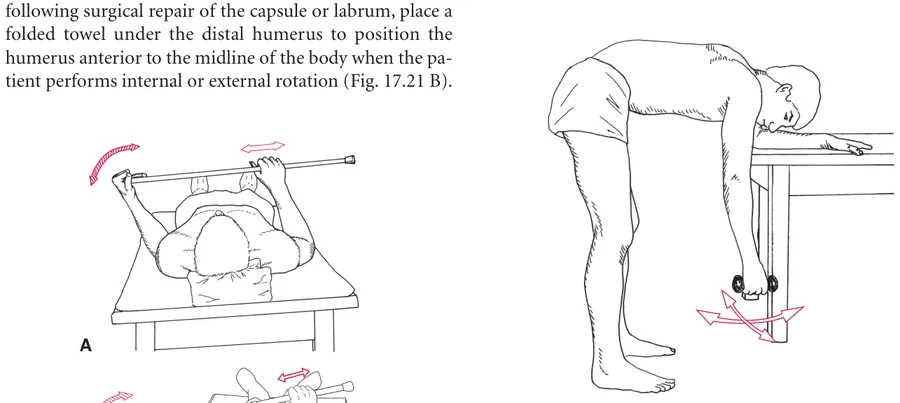 following surgical repair of the capsule or labrum, place a
folded towel under the distal humerus to position the
humerus anterior to the midline of the body when the pa-
tient performs internal or external rotation (Fig. 17.21 B).
A